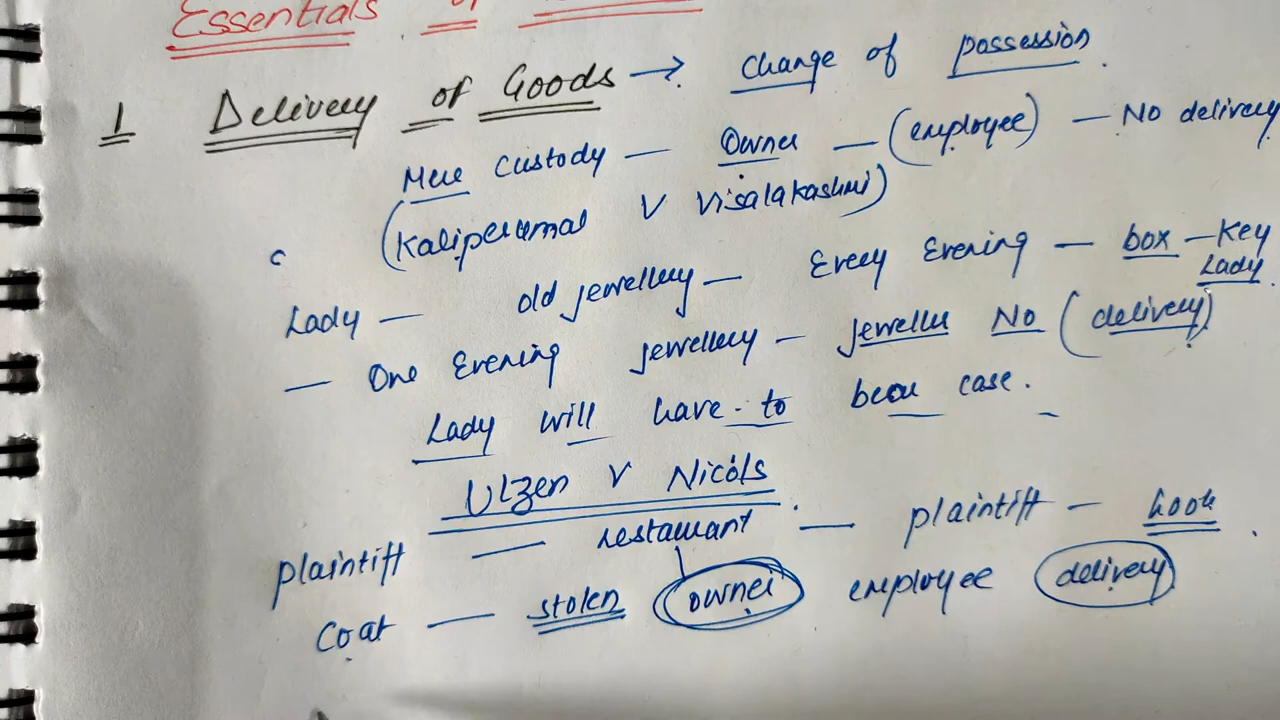 Essentials of
1 Delivery of Goods → Change of possession.
Mere custody — Owner — (employee) — No delivery
(Kaliperumal V Visalakashmi)
Lady — old jewellery — Every Evening — box — Key Lady.
— One Evening jewellery — jeweller No (delivery)
Lady will have to bear case.
Ulzen V Nicols
plaintiff — restaurant — plaintiff — hook.
Coat — stolen owner employee delivery